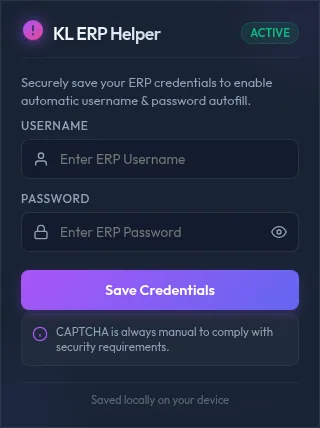 KL ERP Helper
ACTIVE
Securely save your ERP credentials to enable
automatic username & password autofill.
USERNAME
Enter ERP Username
PASSWORD
Enter ERP Password
Save Credentials
CAPTCHA is always manual to comply with
security requirements.
Saved locally on your device